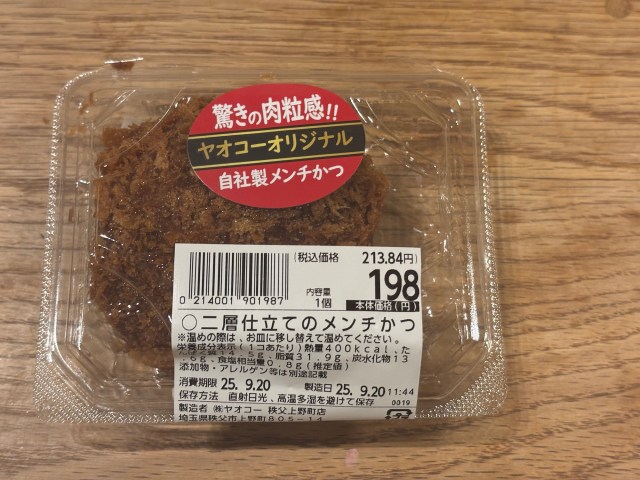 驚きの肉粒感!!
ヤオコーオリジナル
自社製メンチかつ
(税込価格 213.84円)
内容量 1個 198
本体価格(円)
0 214001 901987
○二層仕立てのメンチかつ
※温めの際は、お皿に移し替えて温めてください。
栄養成分表示(1コあたり)熱量400kcal、た
んぱく質14.5g、脂質31.9g、炭水化物13
.6g、食塩相当量0.8g(推定値)
添加物・アレルゲン等は別途記載
消費期限 25. 9.20 製造日 25. 9.20 11:44
保存方法 直射日光、高温多湿を避けて保存 0019
製造者 ㈱ヤオコー 秩父上野町店
埼玉県秩父市上野町805-14